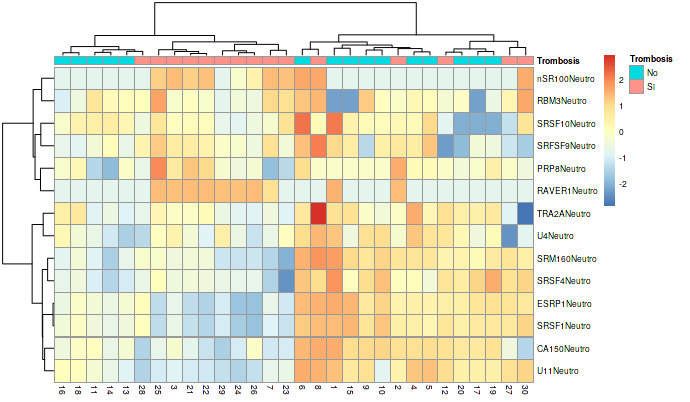 Trombosis
nSR100Neutro
RBM3Neutro
SRSF10Neutro
SRFSF9Neutro
PRP8Neutro
RAVER1Neutro
TRA2ANeutro
U4Neutro
SRM160Neutro
SRSF4Neutro
ESRP1Neutro
SRSF1Neutro
CA150Neutro
U11Neutro
16 18 11 14 13 28 25 3 21 22 29 24 26 7 23 6 8 1 15 9 10 2 4 5 12 20 17 19 27 30
2
1
0
-1
-2
Trombosis
No
SI